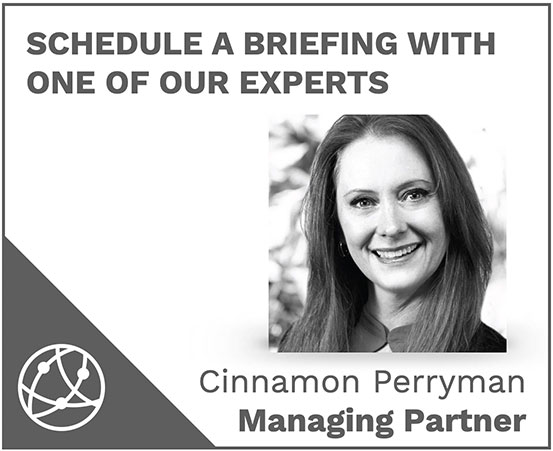 SCHEDULE A BRIEFING WITH
ONE OF OUR EXPERTS
Cinnamon Perryman
Managing Partner